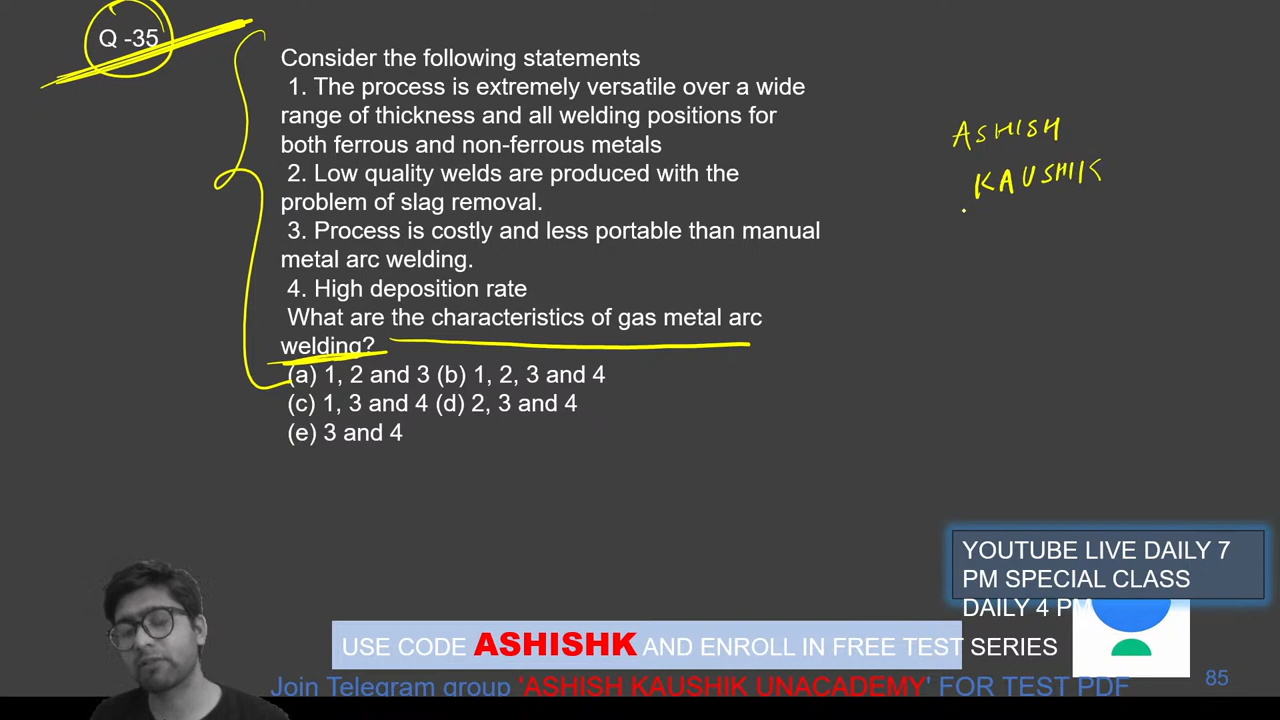 Q -35
Consider the following statements
1. The process is extremely versatile over a wide
range of thickness and all welding positions for
both ferrous and non-ferrous metals
2. Low quality welds are produced with the
problem of slag removal.
3. Process is costly and less portable than manual
metal arc welding.
4. High deposition rate
What are the characteristics of gas metal arc
welding?
(a) 1, 2 and 3 (b) 1, 2, 3 and 4
(c) 1, 3 and 4 (d) 2, 3 and 4
(e) 3 and 4
ASHISH
KAUSHIK
YOUTUBE LIVE DAILY 7
PM SPECIAL CLASS
DAILY 4 PM
USE CODE ASHISHK AND ENROLL IN FREE TEST SERIES
Join Telegram group 'ASHISH KAUSHIK UNACADEMY' FOR TEST PDF
85